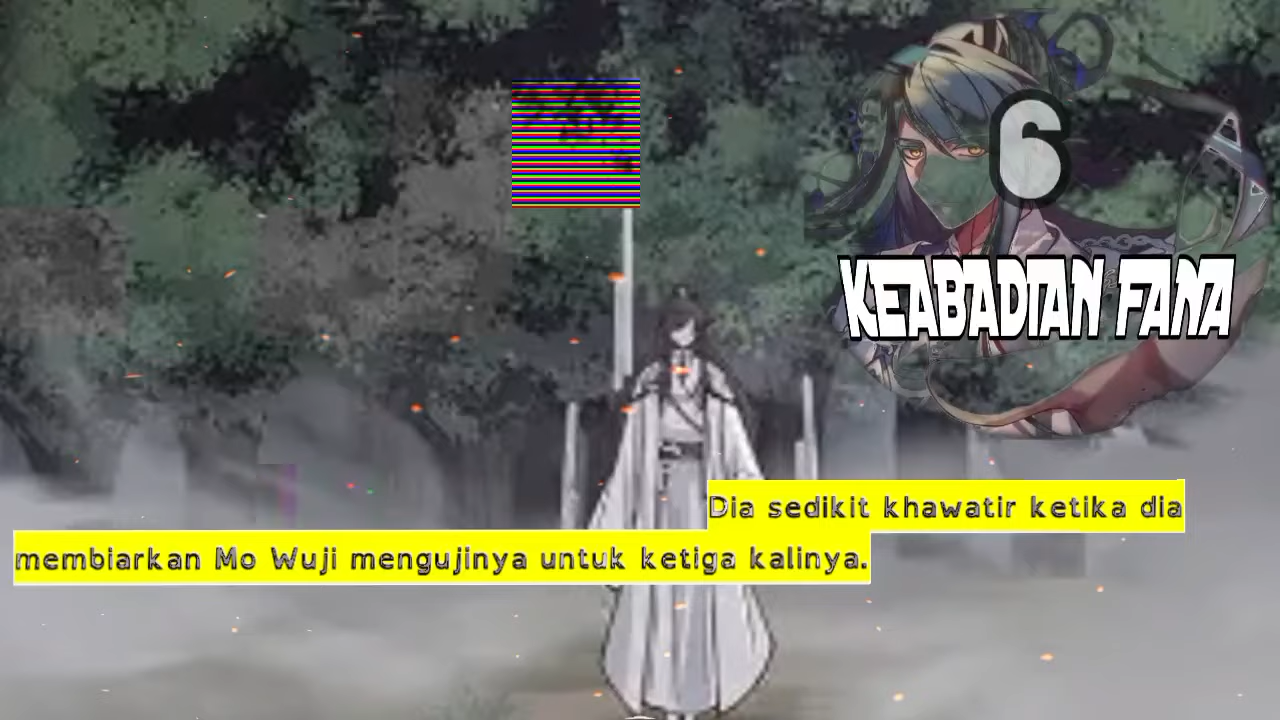 6
KEABADIAN FANA
Dia sedikit khawatir ketika dia
membiarkan Mo Wuji mengujinya untuk ketiga kalinya.